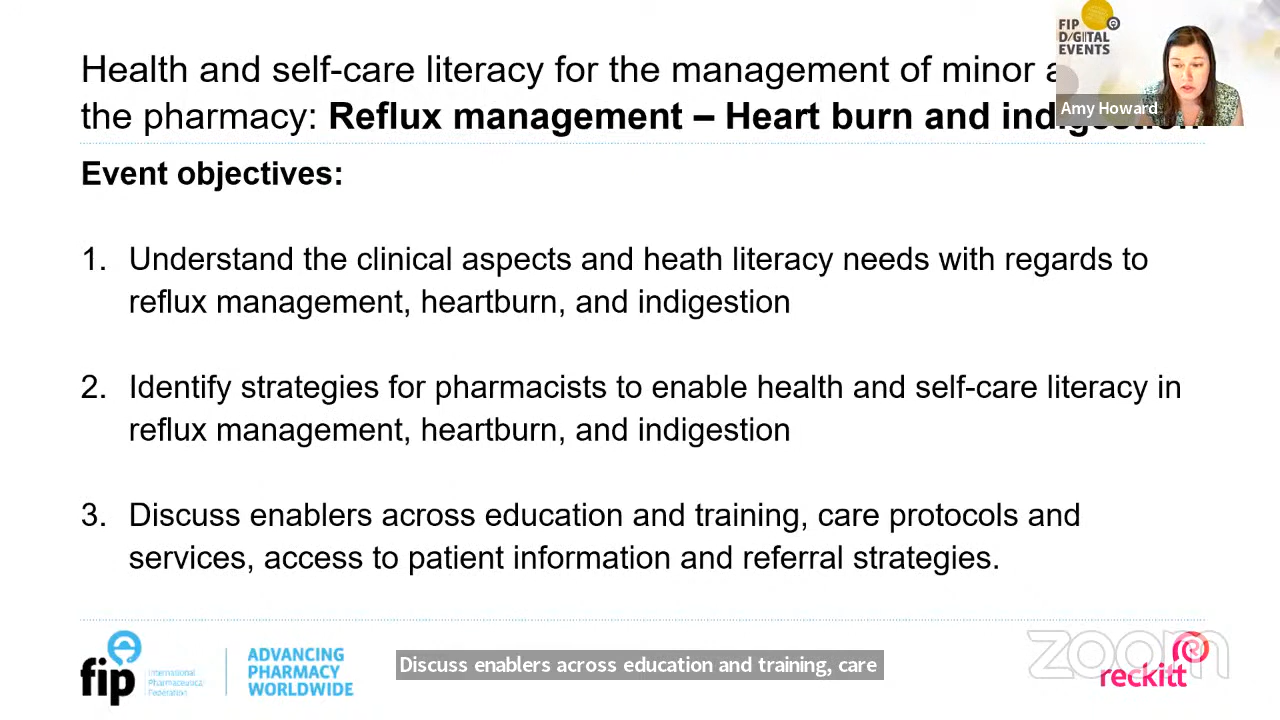 Health and self-care literacy for the management of minor a
the pharmacy: Reflux management – Heart burn and indigestion
FIP
DIGITAL
EVENTS
Amy Howard
Event objectives:
1. Understand the clinical aspects and heath literacy needs with regards to
reflux management, heartburn, and indigestion
2. Identify strategies for pharmacists to enable health and self-care literacy in
reflux management, heartburn, and indigestion
3. Discuss enablers across education and training, care protocols and
services, access to patient information and referral strategies.
fip
International
Pharmaceutical
Federation
ADVANCING
PHARMACY
WORLDWIDE
Discuss enablers across education and training, care
zoom
reckitt